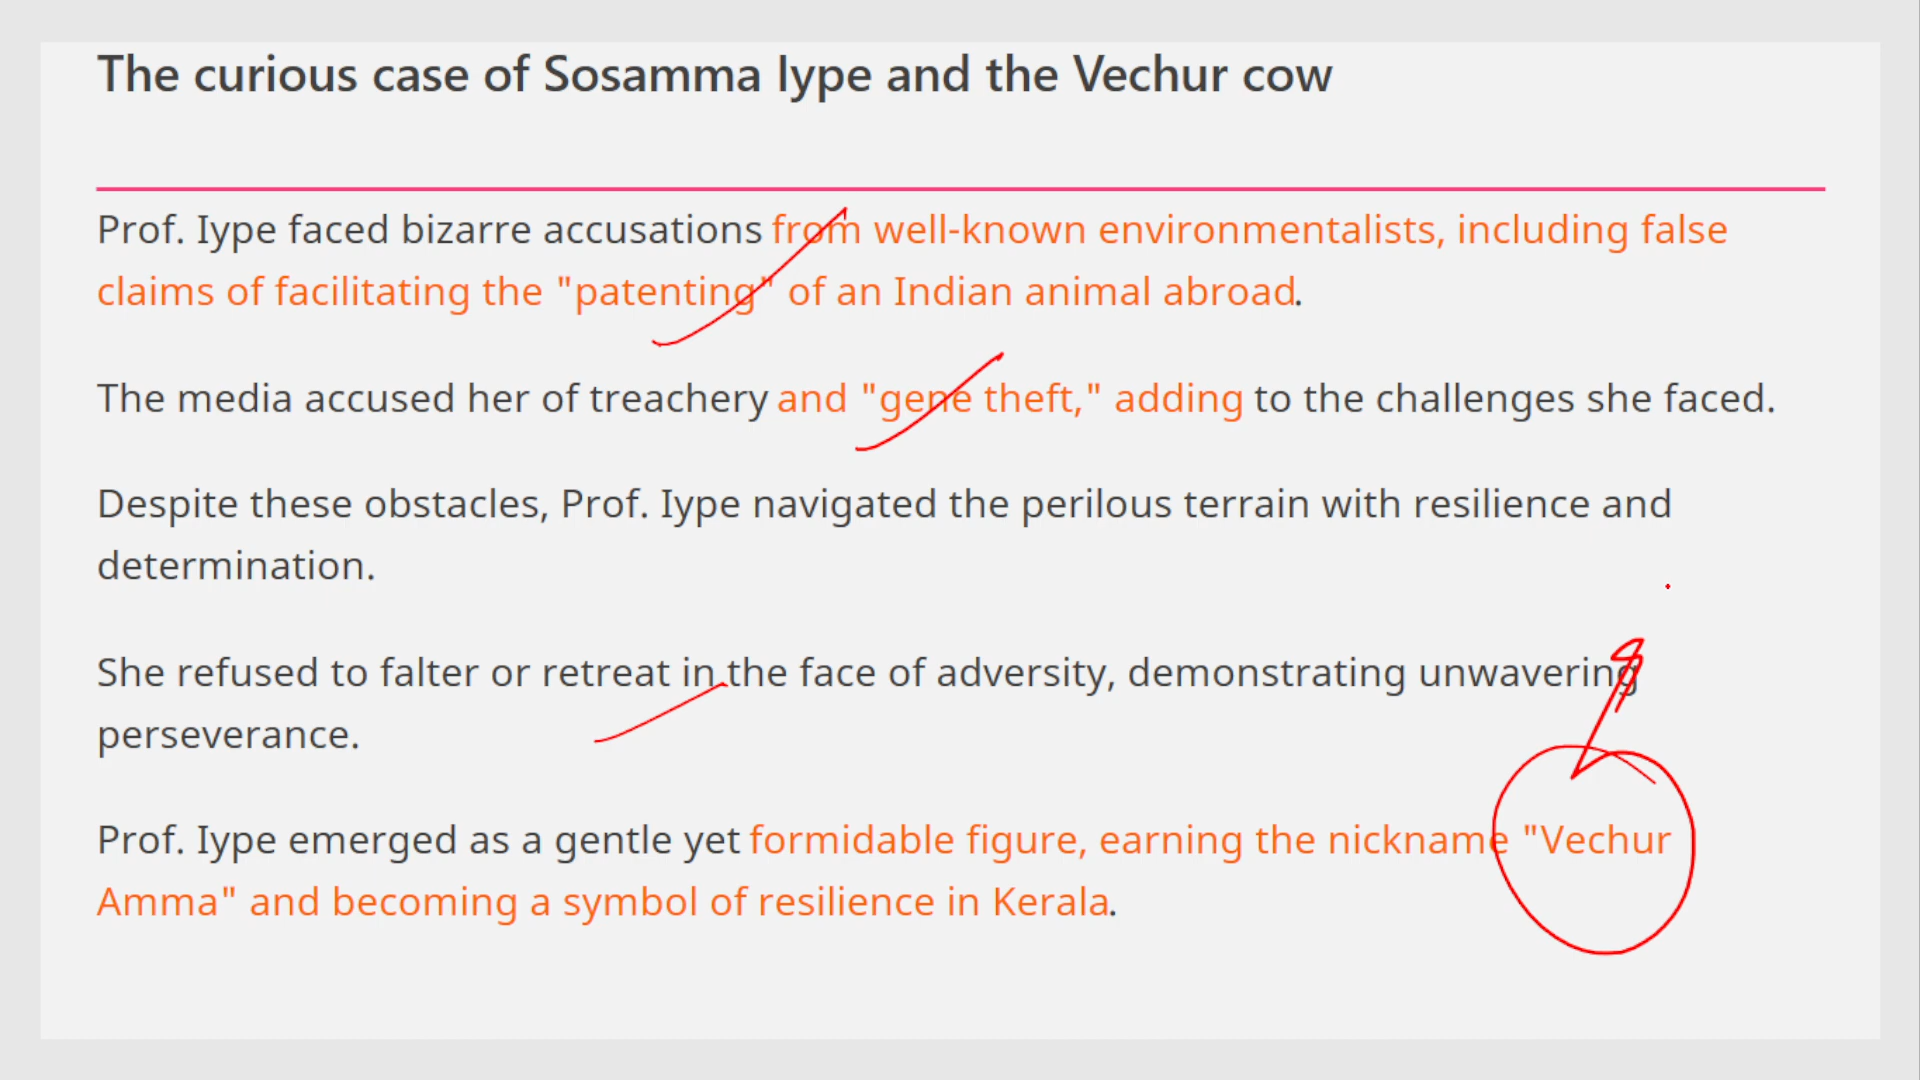 The curious case of Sosamma Iype and the Vechur cow
Prof. Iype faced bizarre accusations from well-known environmentalists, including false
claims of facilitating the "patenting" of an Indian animal abroad.
The media accused her of treachery and "gene theft," adding to the challenges she faced.
Despite these obstacles, Prof. Iype navigated the perilous terrain with resilience and
determination.
She refused to falter or retreat in the face of adversity, demonstrating unwavering
perseverance.
Prof. Iype emerged as a gentle yet formidable figure, earning the nickname "Vechur
Amma" and becoming a symbol of resilience in Kerala.